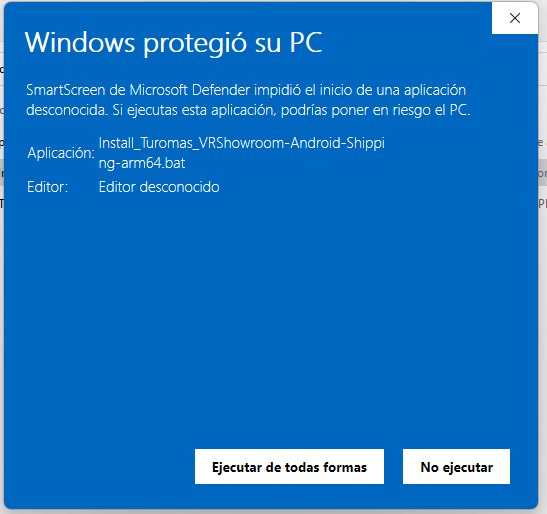 Windows protegió su PC
SmartScreen de Microsoft Defender impidió el inicio de una aplicación
desconocida. Si ejecutas esta aplicación, podrías poner en riesgo el PC.
Aplicación: Install_Turomas_VRShowroom-Android-Shippi
ng-arm64.bat
Editor: Editor desconocido
Ejecutar de todas formas No ejecutar